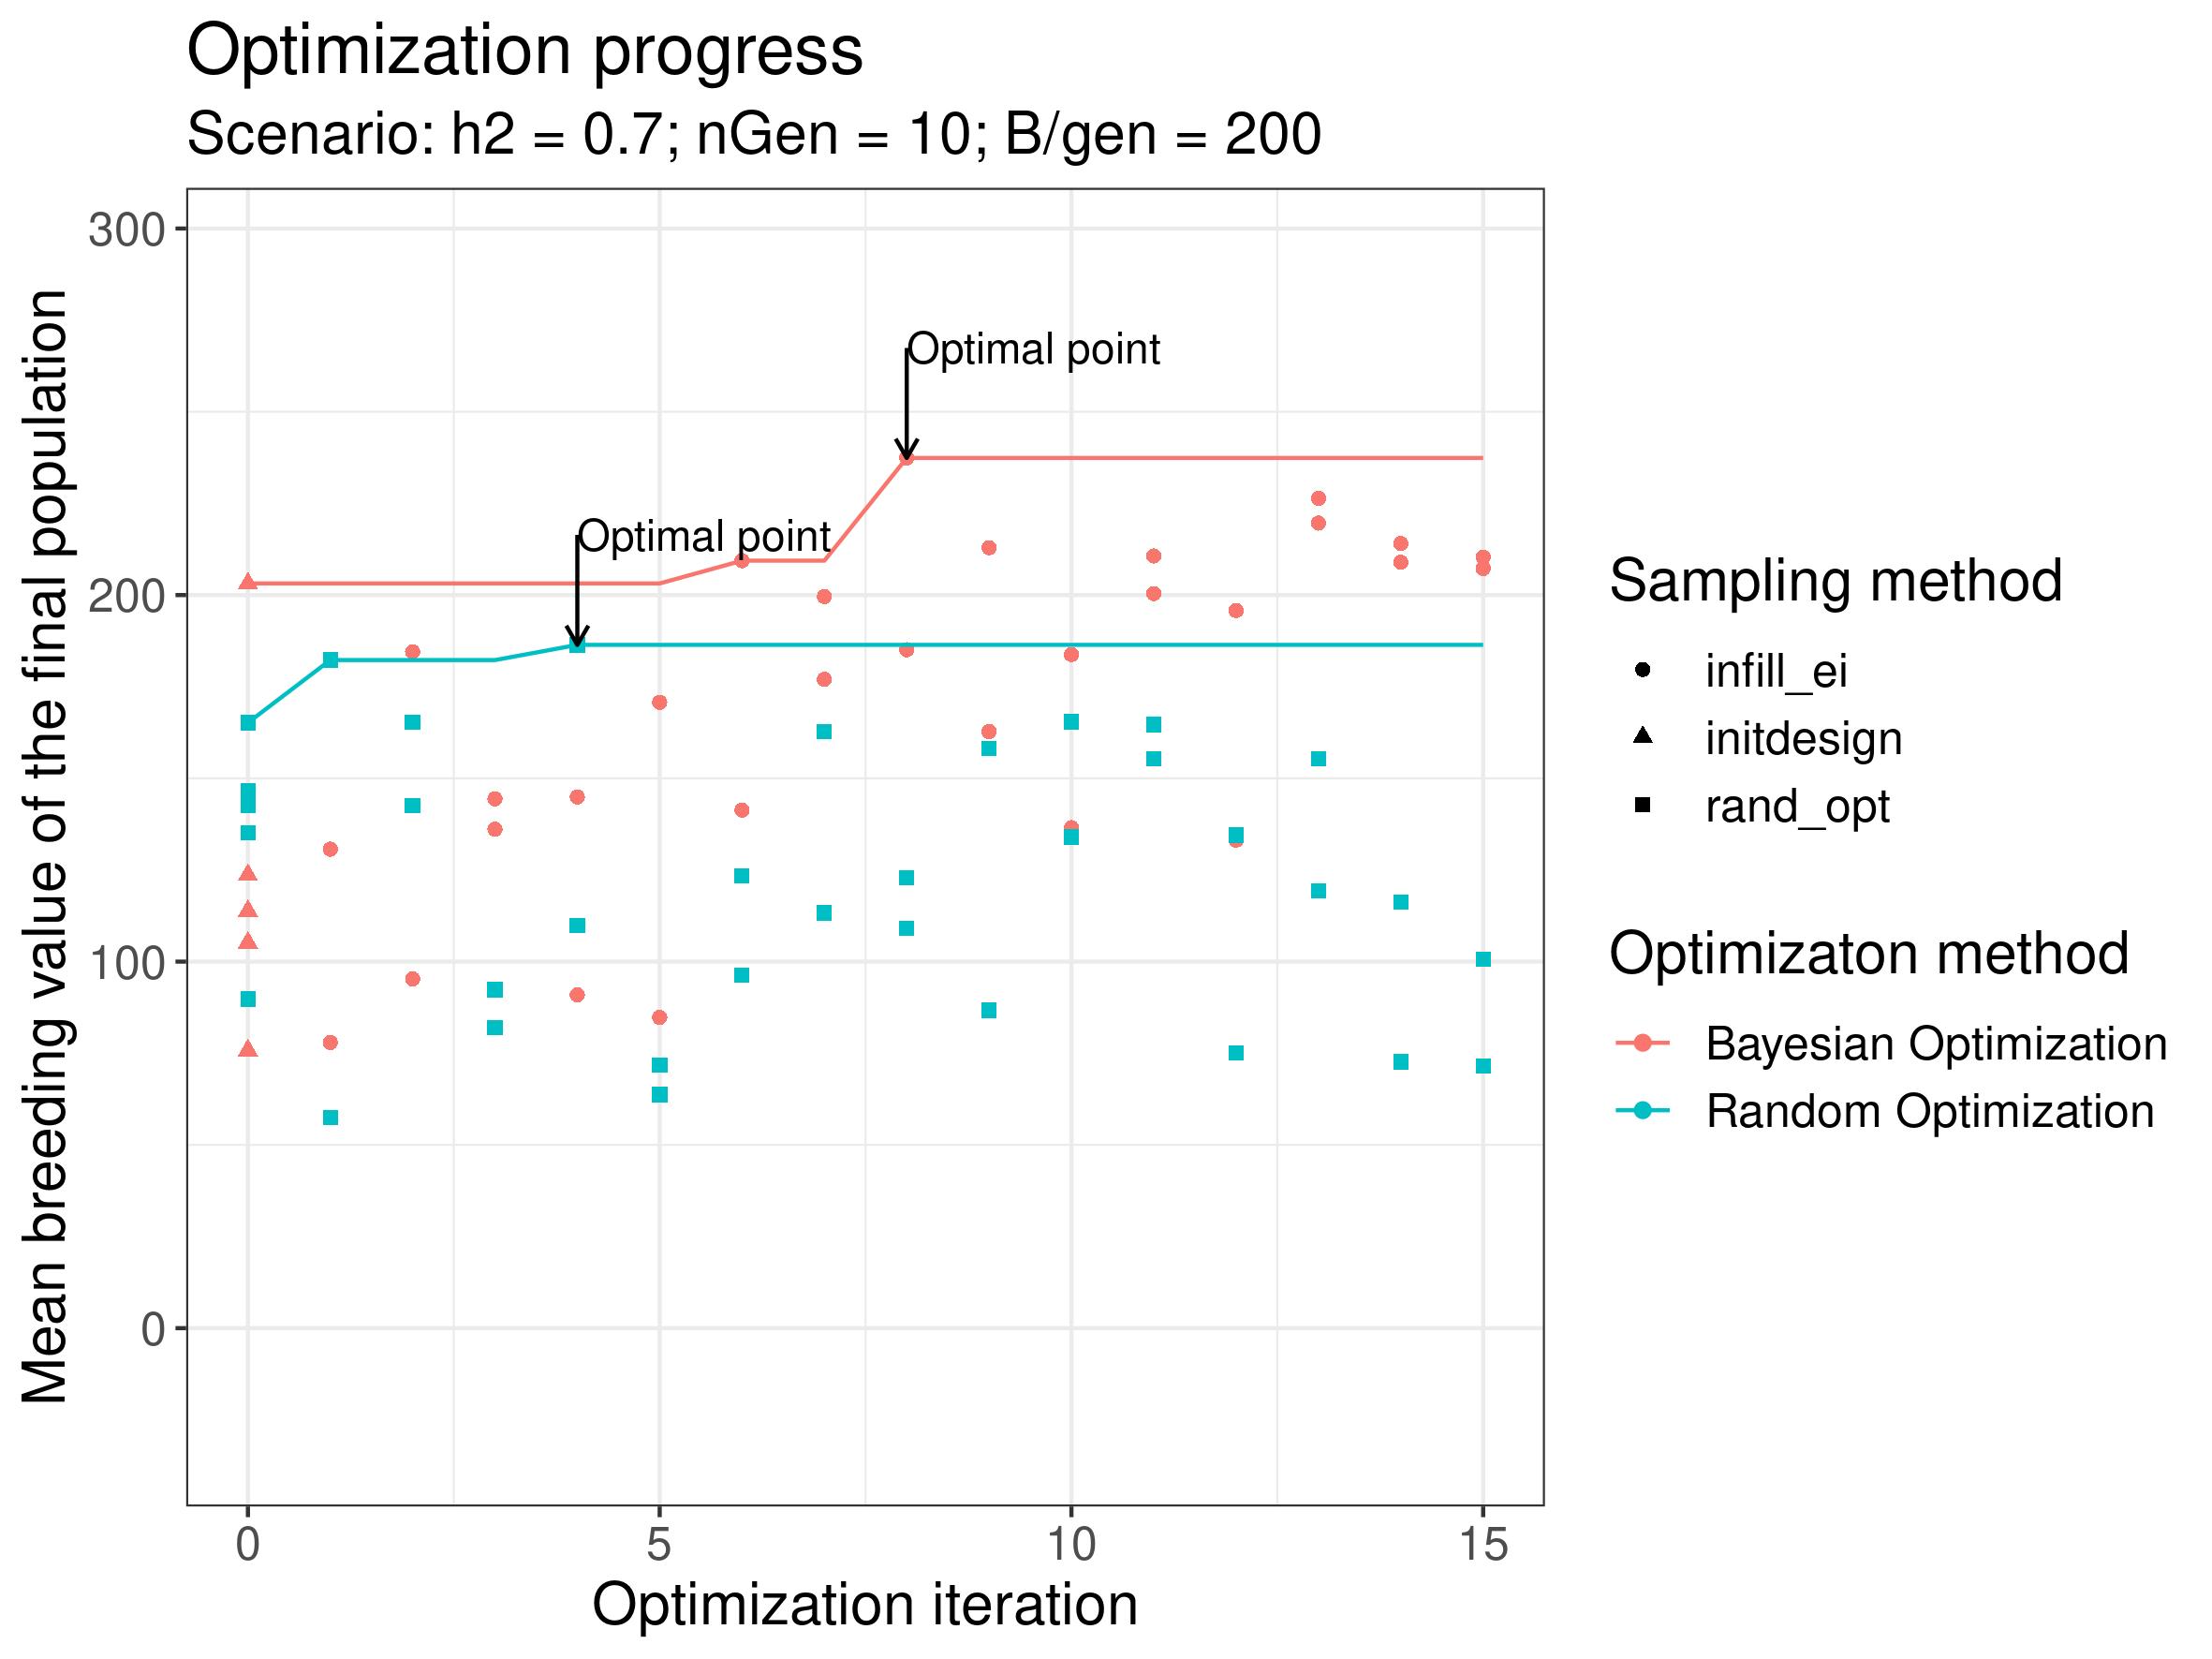 Optimization progress
Scenario: h2 = 0.7; nGen = 10; B/gen = 200
Mean breeding value of the final population
300
200
100
0
Optimal point
Optimal point
0
5
10
15
Optimization iteration
Sampling method
infill_ei
initdesign
rand_opt
Optimizaton method
Bayesian Optimization
Random Optimization